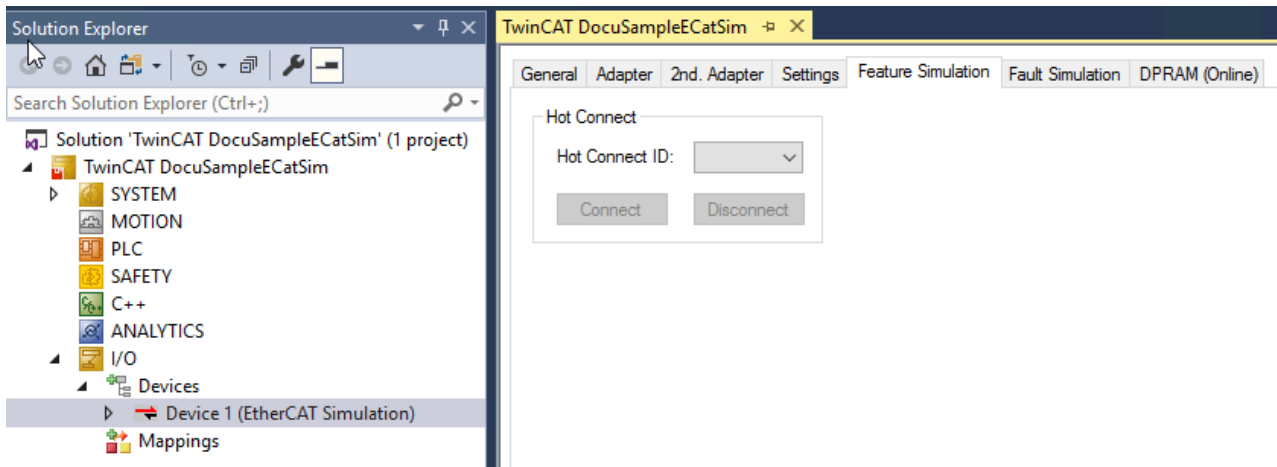 Solution Explorer
Search Solution Explorer (Ctrl+;)
Solution 'TwinCAT DocuSampleECatSim' (1 project)
TwinCAT DocuSampleECatSim
SYSTEM
MOTION
PLC
SAFETY
C++
ANALYTICS
I/O
Devices
Device 1 (EtherCAT Simulation)
Mappings
TwinCAT DocuSampleECatSim
General Adapter 2nd. Adapter Settings Feature Simulation Fault Simulation DPRAM (Online)
Hot Connect
Hot Connect ID:
Connect Disconnect